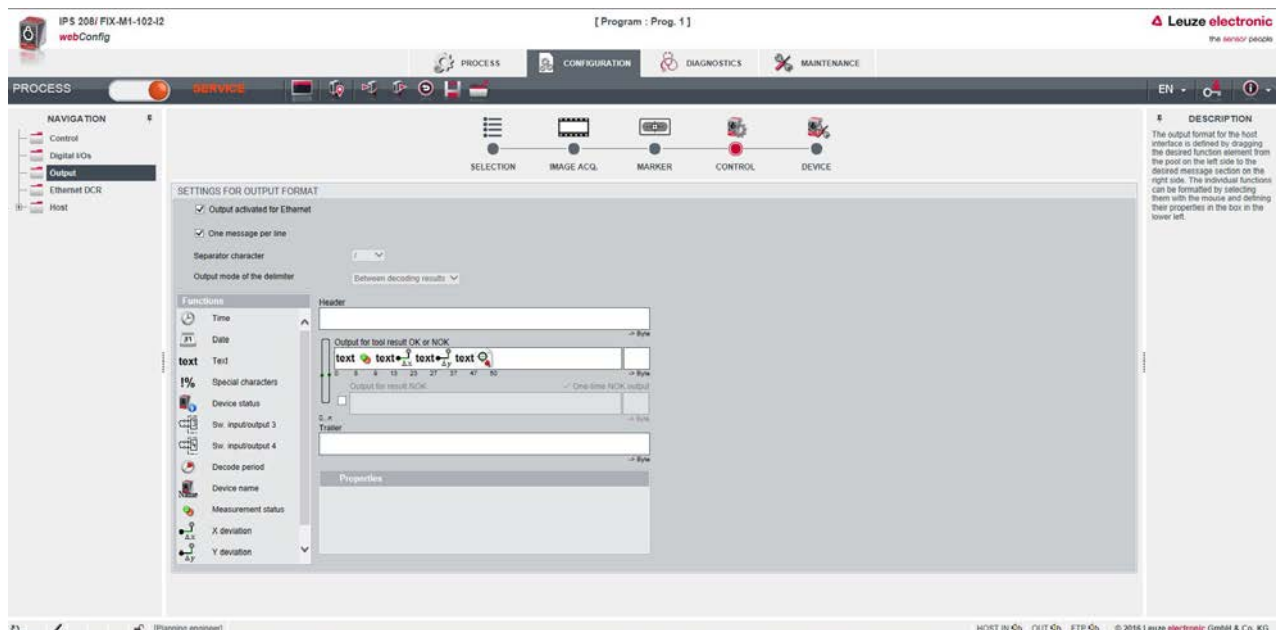 IPS 208/ FIX-M1-102-I2
webConfig
[ Program : Prog. 1 ]
Leuze electronic
the sensor people
PROCESS
CONFIGURATION
DIAGNOSTICS
MAINTENANCE
PROCESS
SERVICE
EN
NAVIGATION
Control
Digital I/Os
Output
Ethernet DCR
Host
SELECTION
IMAGE ACQ.
MARKER
CONTROL
DEVICE
DESCRIPTION
The output format for the host
interface is defined by dragging
the desired function element from
the pool on the left side to the
desired message section on the
right side. The individual functions
can be formatted by selecting
them with the mouse and defining
their properties in the box in the
lower left.
SETTINGS FOR OUTPUT FORMAT
Output activated for Ethernet
One message per line
Separator character
Output mode of the delimiter
Between decoding results
Functions
Time
Date
text Text
!% Special characters
Device status
Sw. input/output 3
Sw. input/output 4
Decode period
Name Device name
Measurement status
Δx X deviation
Δy Y deviation
Header
-> Byte
Output for tool result OK or NOK
text text Δx text Δy text
-> Byte
Output for result NOK
One-time NOK output
-> Byte
Trailer
-> Byte
Properties
[Planning engineer]
HOST IN OUT FTP © 2016 Leuze electronic GmbH & Co. KG